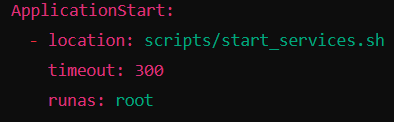 ApplicationStart:
  - location: scripts/start_services.sh
    timeout: 300
    runas: root